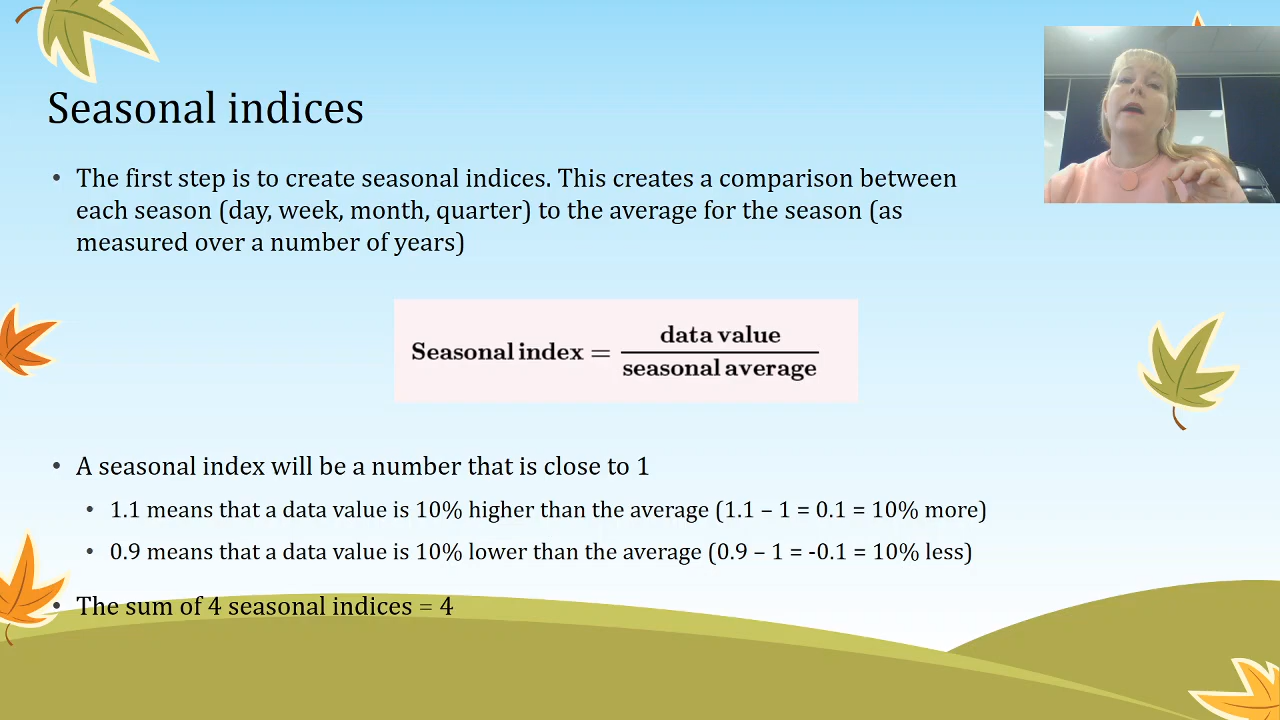 Seasonal indices
• The first step is to create seasonal indices. This creates a comparison between
each season (day, week, month, quarter) to the average for the season (as
measured over a number of years)
Seasonal index = data value
seasonal average
• A seasonal index will be a number that is close to 1
• 1.1 means that a data value is 10% higher than the average (1.1 – 1 = 0.1 = 10% more)
• 0.9 means that a data value is 10% lower than the average (0.9 – 1 = -0.1 = 10% less)
• The sum of 4 seasonal indices = 4